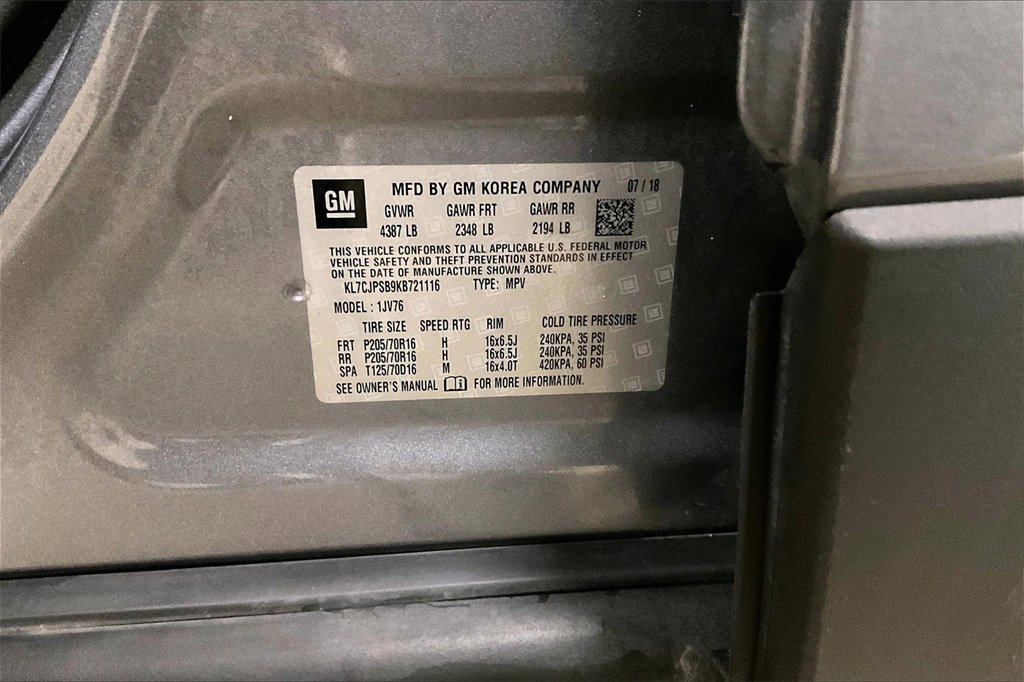 GM MFD BY GM KOREA COMPANY 07 / 18
GVWR GAWR FRT GAWR RR
4387 LB 2348 LB 2194 LB
THIS VEHICLE CONFORMS TO ALL APPLICABLE U.S. FEDERAL MOTOR
VEHICLE SAFETY AND THEFT PREVENTION STANDARDS IN EFFECT
ON THE DATE OF MANUFACTURE SHOWN ABOVE.
KL7CJPSB9KB721116 TYPE: MPV
MODEL : 1JV76
TIRE SIZE SPEED RTG RIM COLD TIRE PRESSURE
FRT P205/70R16 H 16x6.5J 240KPA, 35 PSI
RR P205/70R16 H 16x6.5J 240KPA, 35 PSI
SPA T125/70D16 M 16x4.0T 420KPA, 60 PSI
SEE OWNER'S MANUAL FOR MORE INFORMATION.